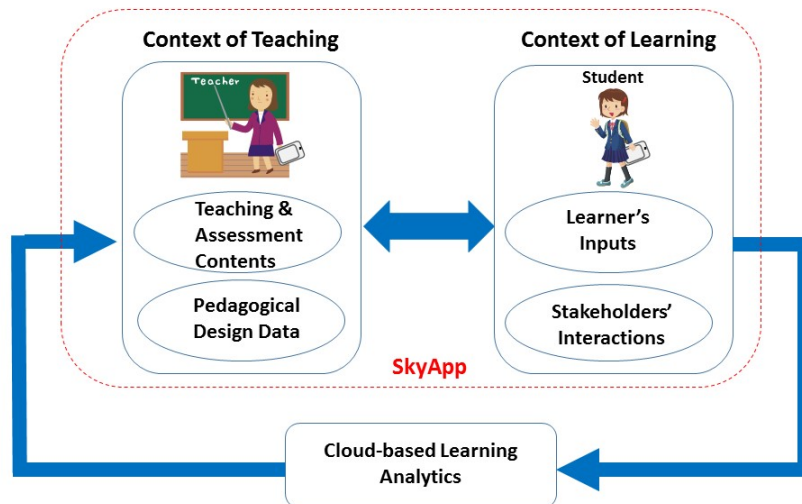 Context of Teaching
Context of Learning
Teacher
Student
Teaching &
Assessment
Contents
Learner's
Inputs
Pedagogical
Design Data
Stakeholders'
Interactions
SkyApp
Cloud-based Learning
Analytics